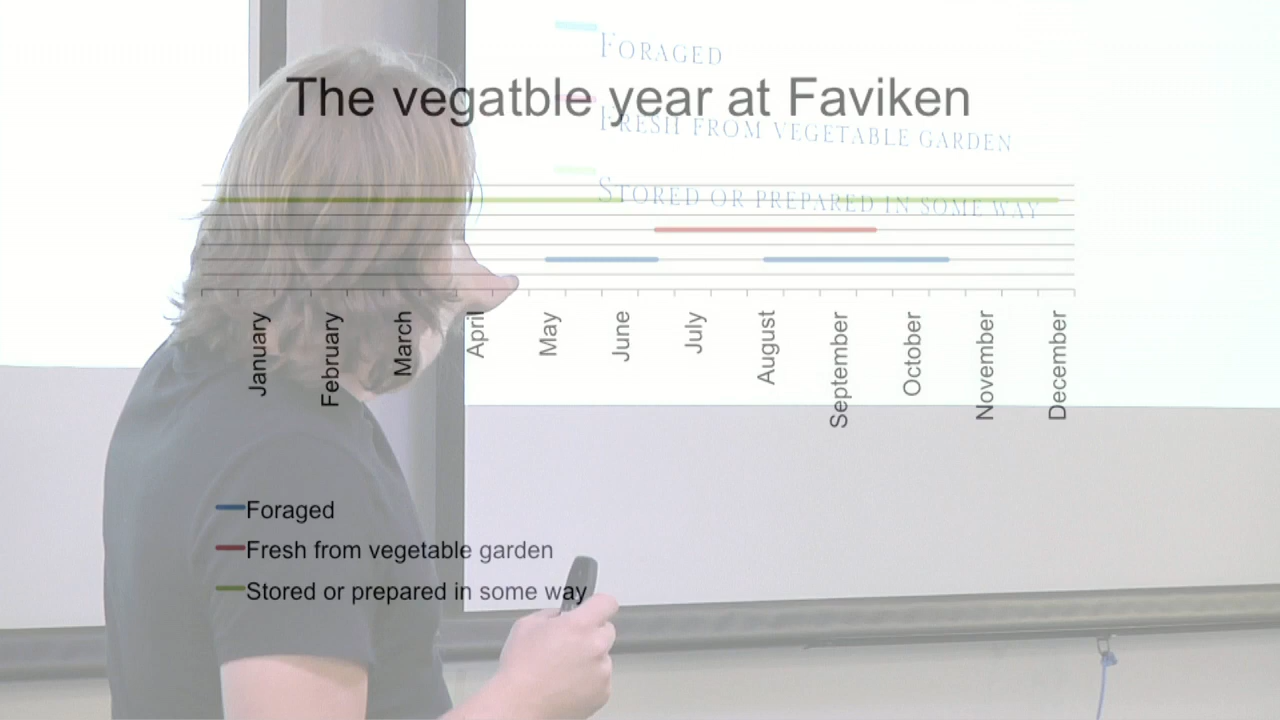 FORAGED
The vegatble year at Faviken
FRESH FROM VEGETABLE GARDEN
STORED OR PREPARED IN SOME WAY
January
February
March
April
May
June
July
August
September
October
November
December
Foraged
Fresh from vegetable garden
Stored or prepared in some way